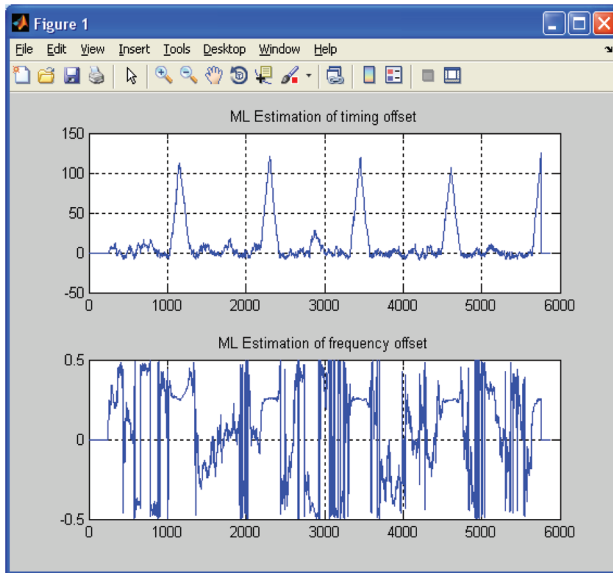 Figure 1
File Edit View Insert Tools Desktop Window Help
ML Estimation of timing offset
150
100
50
0
-50
0 1000 2000 3000 4000 5000 6000
ML Estimation of frequency offset
0.5
0
-0.5
0 1000 2000 3000 4000 5000 6000